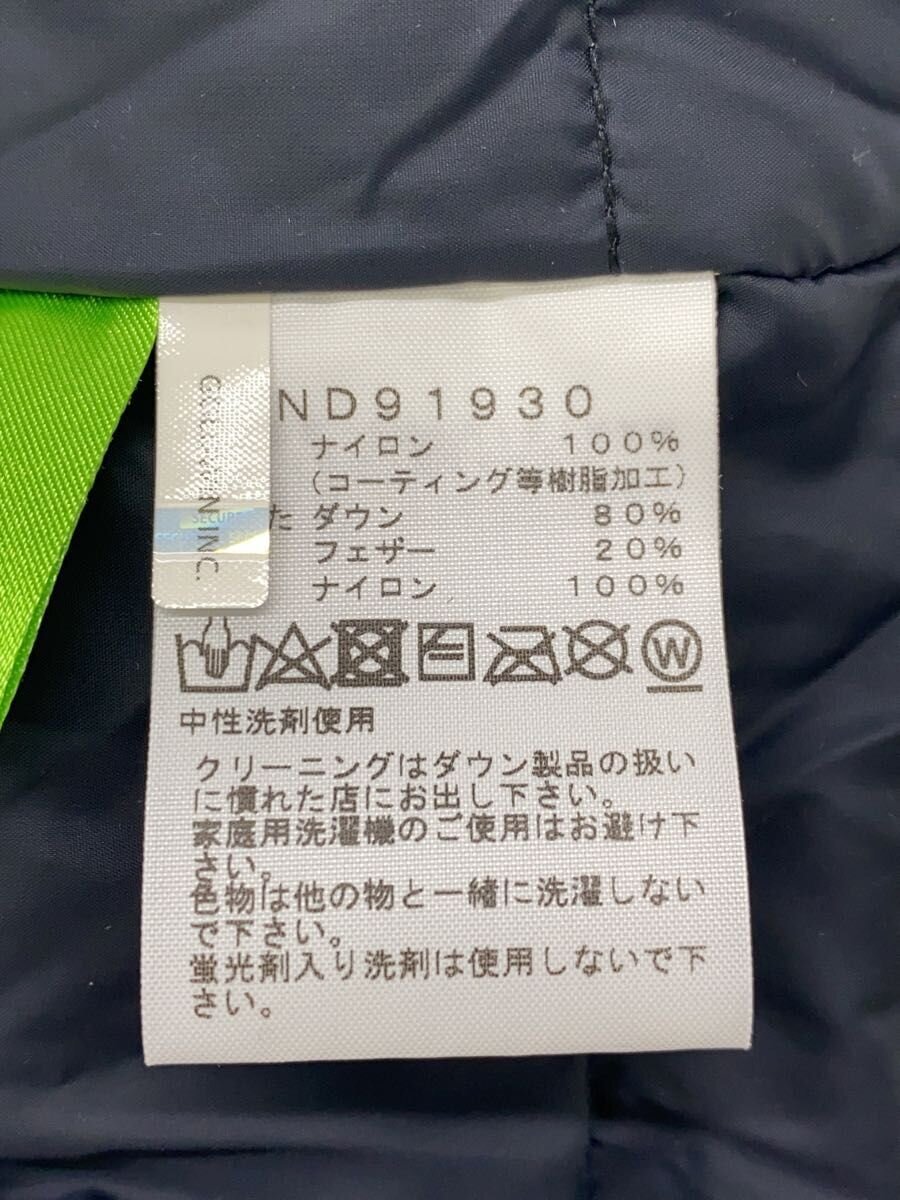 ND91930
ナイロン 100%
(コーティング等樹脂加工)
た ダウン 80%
フェザー 20%
ナイロン 100%
W
中性洗剤使用
クリーニングはダウン製品の扱い
に慣れた店にお出し下さい。
家庭用洗濯機のご使用はお避け下
さい。
色物は他の物と一緒に洗濯しない
で下さい。
蛍光剤入り洗剤は使用しないで下
さい。
SECURE
INC.